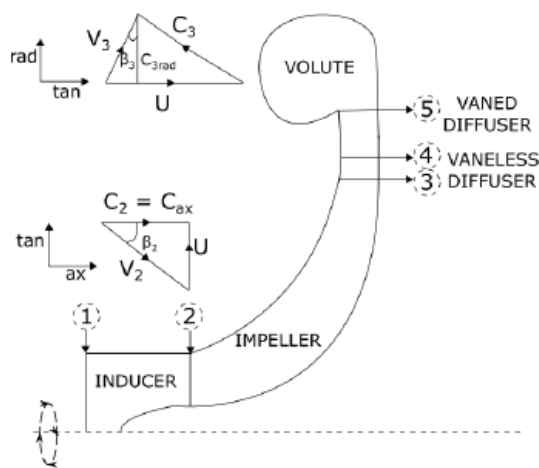 V₃ C₃
rad β₃ C₃rad
tan U
VOLUTE
5 VANED
DIFFUSER
4 VANELESS
3 DIFFUSER
C₂ = Cₐₓ
tan β₂ U
ax V₂
1 2
IMPELLER
INDUCER